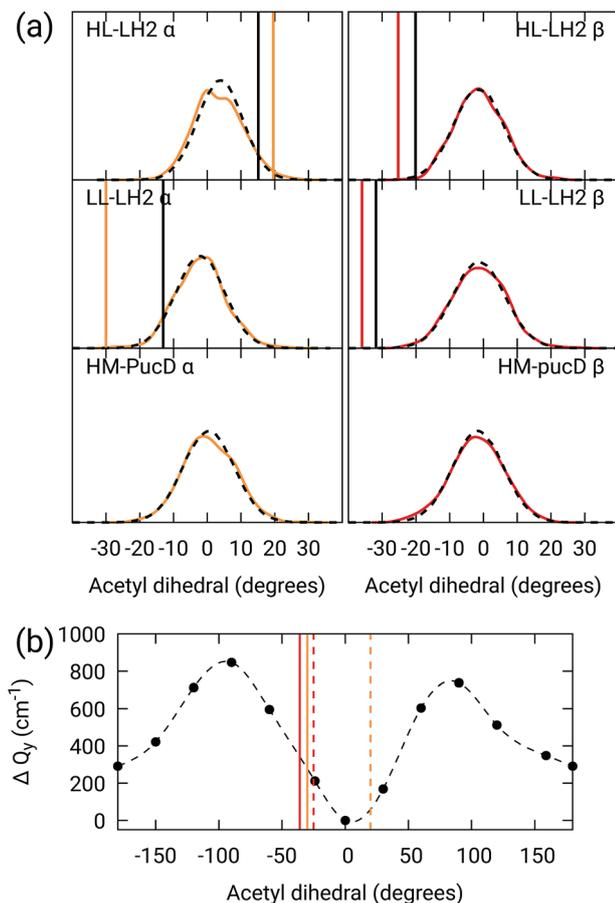 (a)
HL-LH2 α
HL-LH2 β
LL-LH2 α
LL-LH2 β
HM-PucD α
HM-pucD β
-30 -20 -10 0 10 20 30
-30 -20 -10 0 10 20 30
Acetyl dihedral (degrees)
Acetyl dihedral (degrees)
(b)
1000
800
600
400
200
0
Δ Qy (cm-1)
-150 -100 -50 0 50 100 150
Acetyl dihedral (degrees)